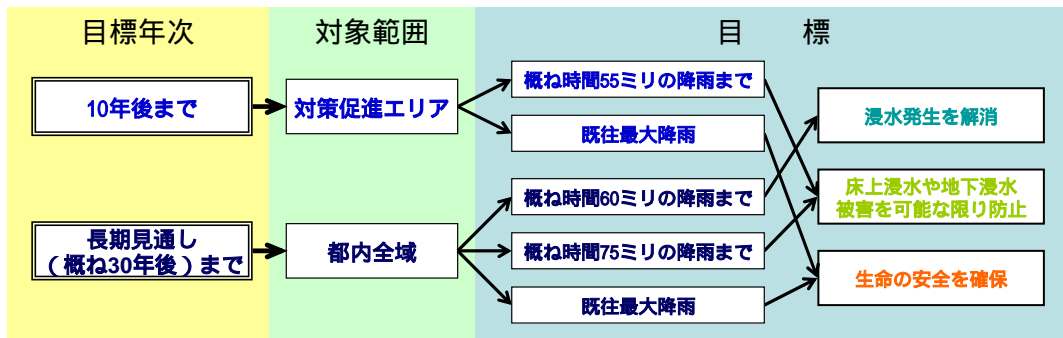 目標年次
対象範囲
目　標
10年後まで
対策促進エリア
概ね時間55ミリの降雨まで
既往最大降雨
浸水発生を解消
床上浸水や地下浸水
被害を可能な限り防止
生命の安全を確保
長期見通し
（概ね30年後）まで
都内全域
概ね時間60ミリの降雨まで
概ね時間75ミリの降雨まで
既往最大降雨